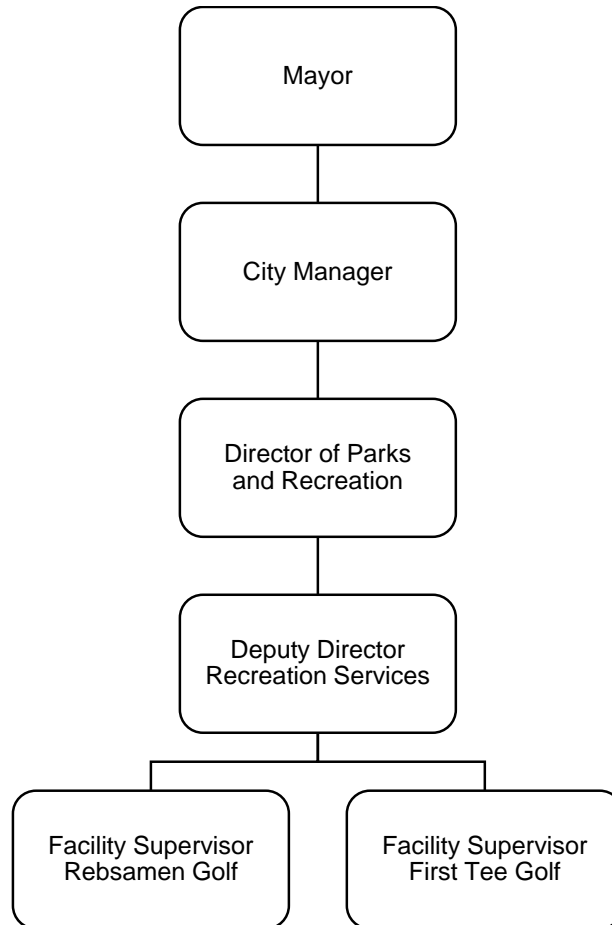 Mayor
City Manager
Director of Parks
and Recreation
Deputy Director
Recreation Services
Facility Supervisor
Rebsamen Golf
Facility Supervisor
First Tee Golf